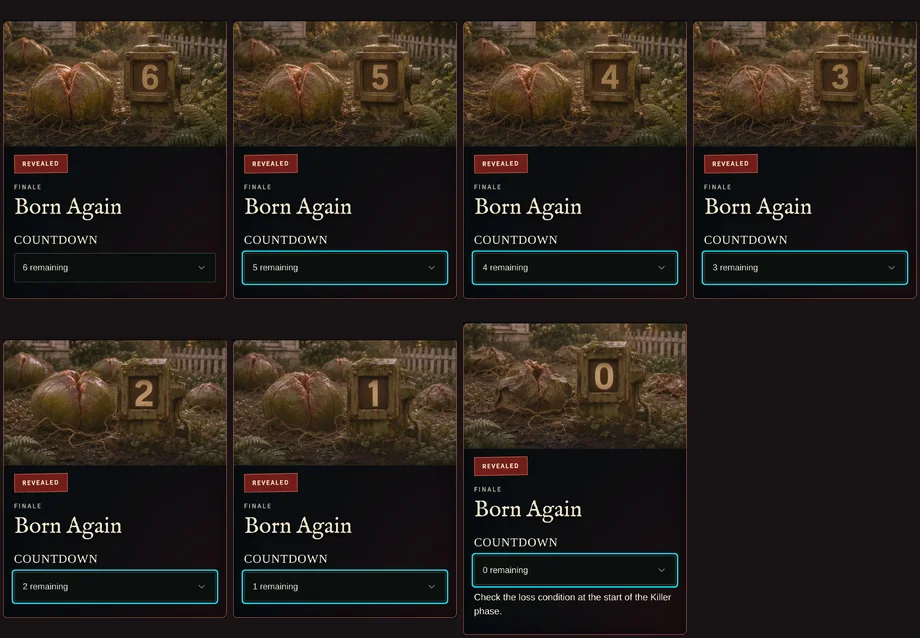 6
REVEALED
FINALE
Born Again
COUNTDOWN
6 remaining
5
REVEALED
FINALE
Born Again
COUNTDOWN
5 remaining
4
REVEALED
FINALE
Born Again
COUNTDOWN
4 remaining
3
REVEALED
FINALE
Born Again
COUNTDOWN
3 remaining
2
REVEALED
FINALE
Born Again
COUNTDOWN
2 remaining
1
REVEALED
FINALE
Born Again
COUNTDOWN
1 remaining
0
REVEALED
FINALE
Born Again
COUNTDOWN
0 remaining
Check the loss condition at the start of the Killer
phase.